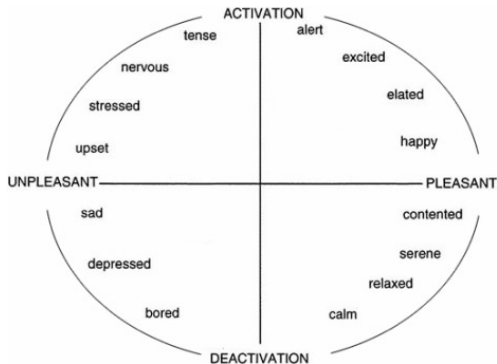 ACTIVATION
tense
alert
nervous
excited
stressed
elated
upset
happy
UNPLEASANT
PLEASANT
sad
contented
depressed
serene
relaxed
bored
calm
DEACTIVATION